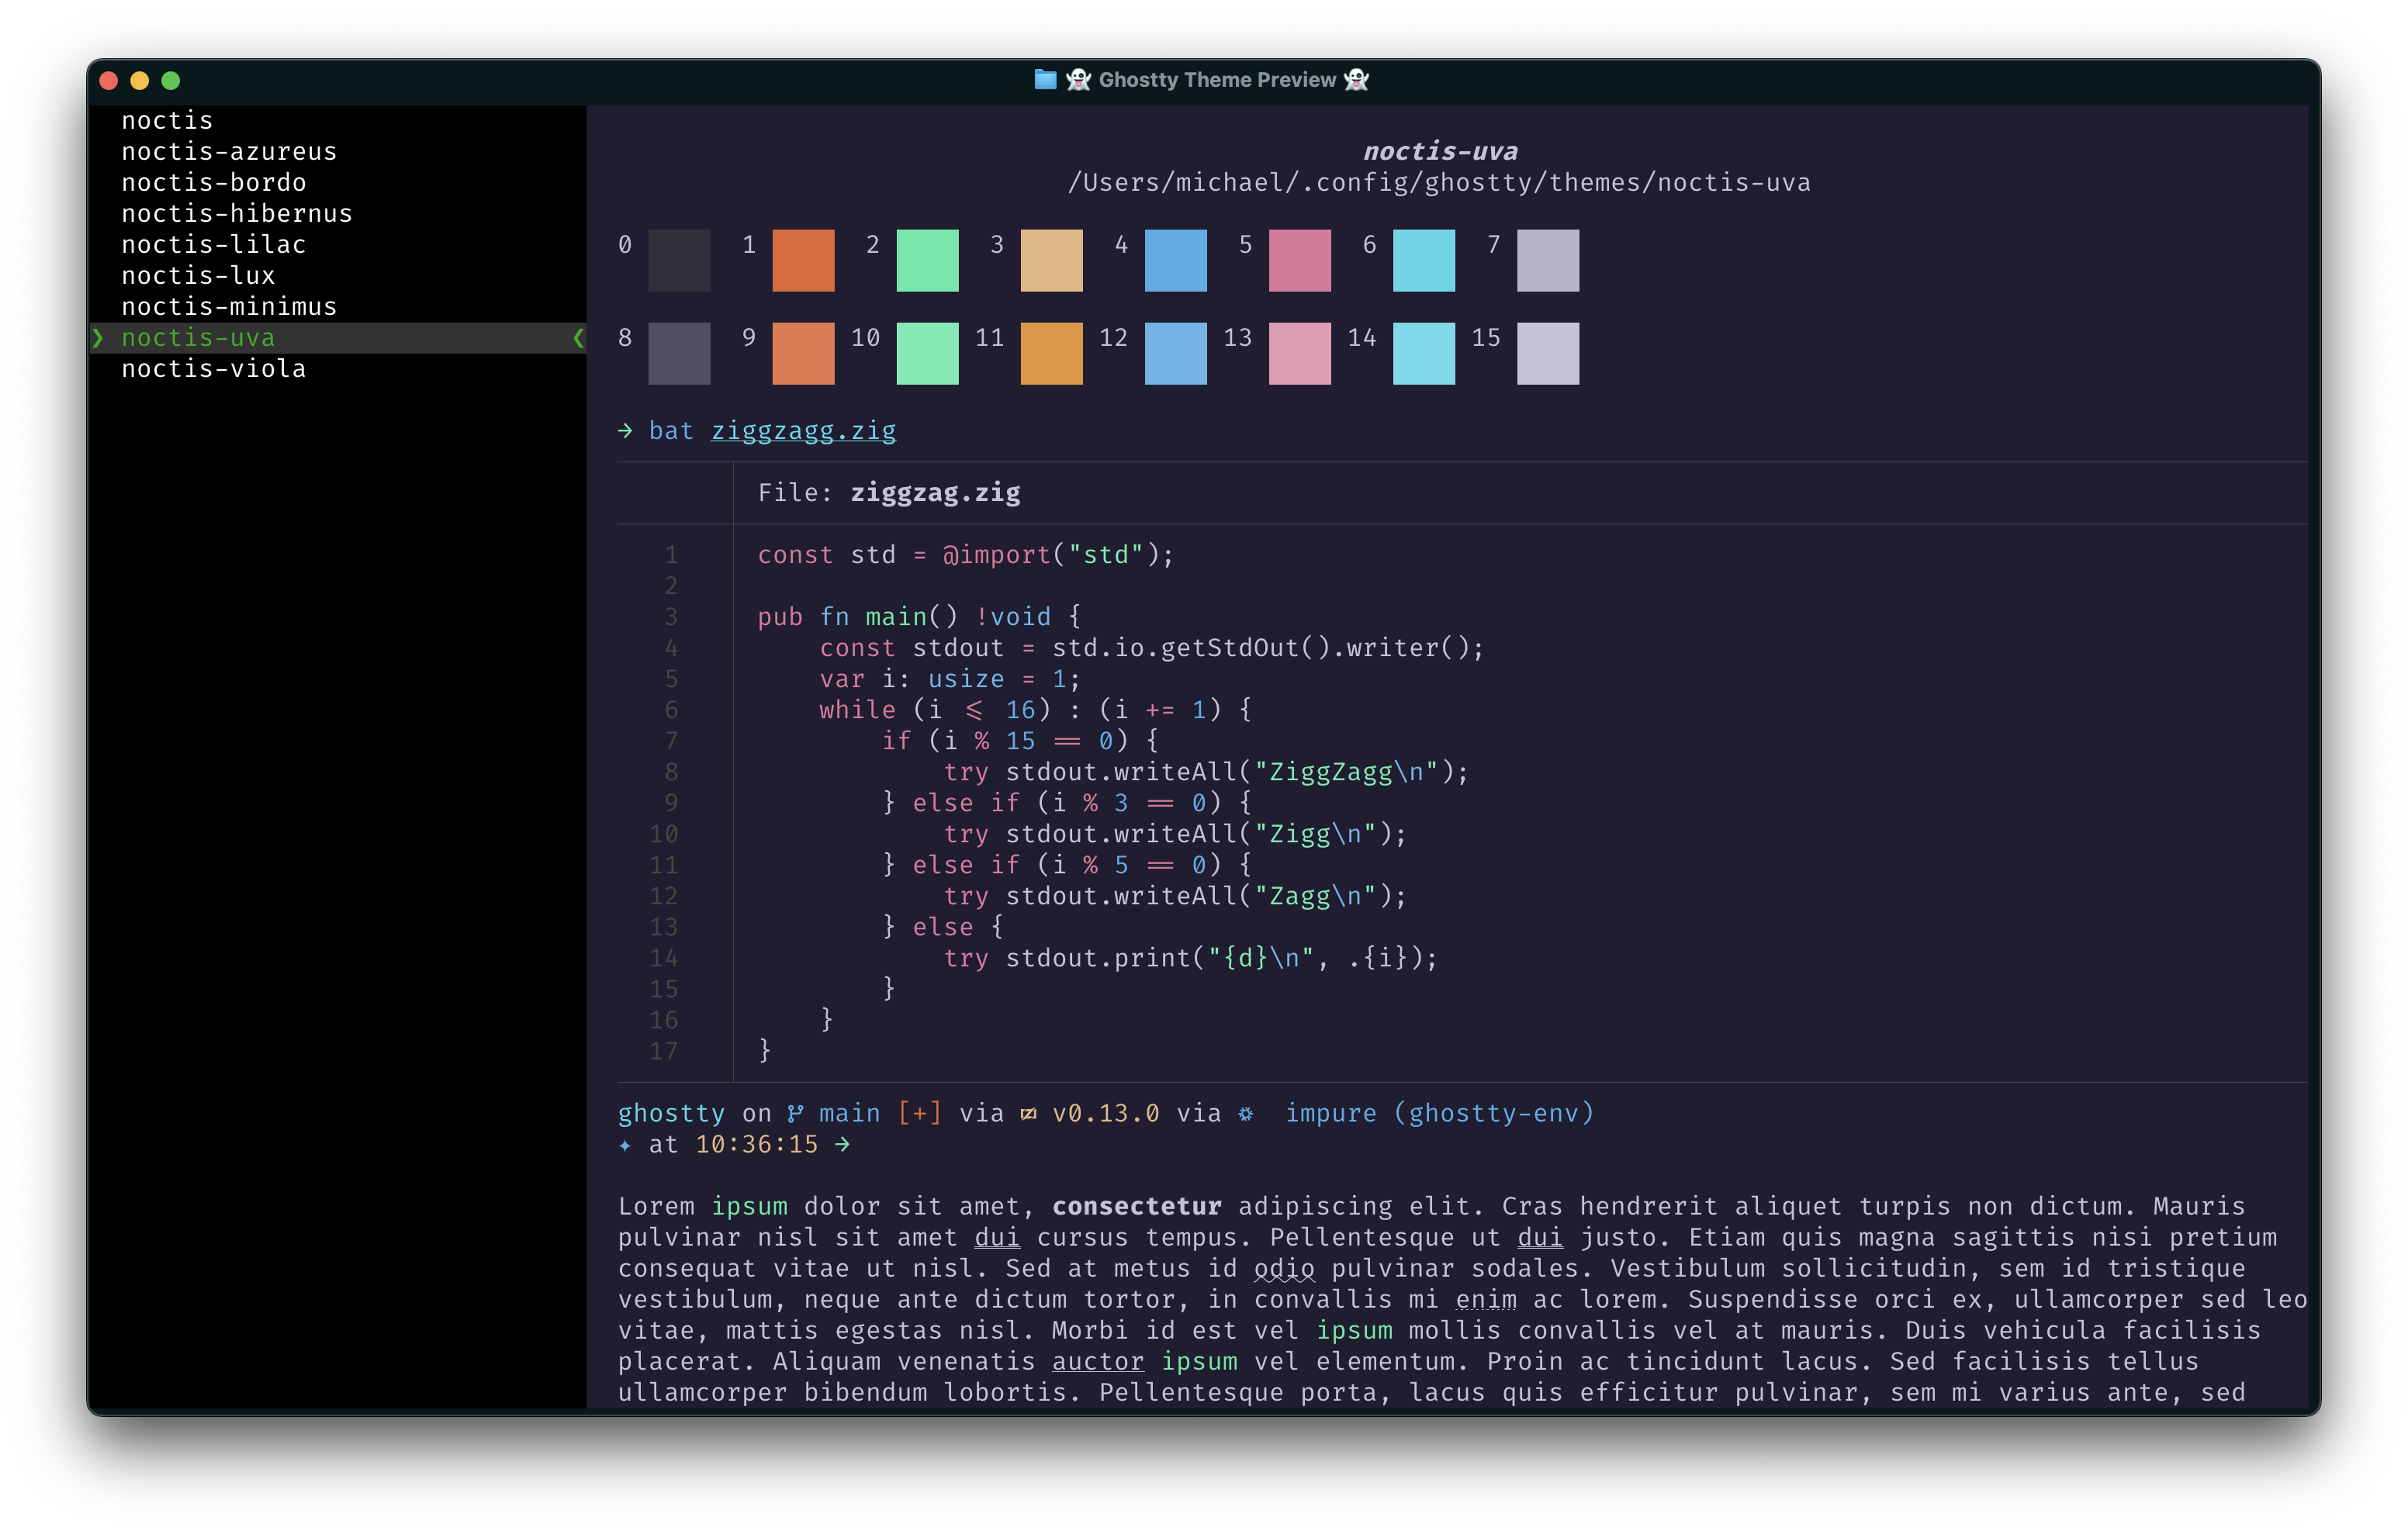 Ghostty Theme Preview
noctis
noctis-azureus
noctis-bordo
noctis-hibernus
noctis-lilac
noctis-lux
noctis-minimus
❯ noctis-uva ❮
noctis-viola
noctis-uva
/Users/michael/.config/ghostty/themes/noctis-uva
0 1 2 3 4 5 6 7
8 9 10 11 12 13 14 15
→ bat ziggzagg.zig
File: ziggzag.zig
1 const std = @import("std");
2
3 pub fn main() !void {
4     const stdout = std.io.getStdOut().writer();
5     var i: usize = 1;
6     while (i <= 16) : (i += 1) {
7         if (i % 15 == 0) {
8             try stdout.writeAll("ZiggZagg\n");
9         } else if (i % 3 == 0) {
10             try stdout.writeAll("Zigg\n");
11         } else if (i % 5 == 0) {
12             try stdout.writeAll("Zagg\n");
13         } else {
14             try stdout.print("{d}\n", .{i});
15         }
16     }
17 }
ghostty on main [+] via v0.13.0 via impure (ghostty-env)
✦ at 10:36:15 →
Lorem ipsum dolor sit amet, consectetur adipiscing elit. Cras hendrerit aliquet turpis non dictum. Mauris
pulvinar nisl sit amet dui cursus tempus. Pellentesque ut dui justo. Etiam quis magna sagittis nisi pretium
consequat vitae ut nisl. Sed at metus id odio pulvinar sodales. Vestibulum sollicitudin, sem id tristique
vestibulum, neque ante dictum tortor, in convallis mi enim ac lorem. Suspendisse orci ex, ullamcorper sed leo
vitae, mattis egestas nisl. Morbi id est vel ipsum mollis convallis vel at mauris. Duis vehicula facilisis
placerat. Aliquam venenatis auctor ipsum vel elementum. Proin ac tincidunt lacus. Sed facilisis tellus
ullamcorper bibendum lobortis. Pellentesque porta, lacus quis efficitur pulvinar, sem mi varius ante, sed